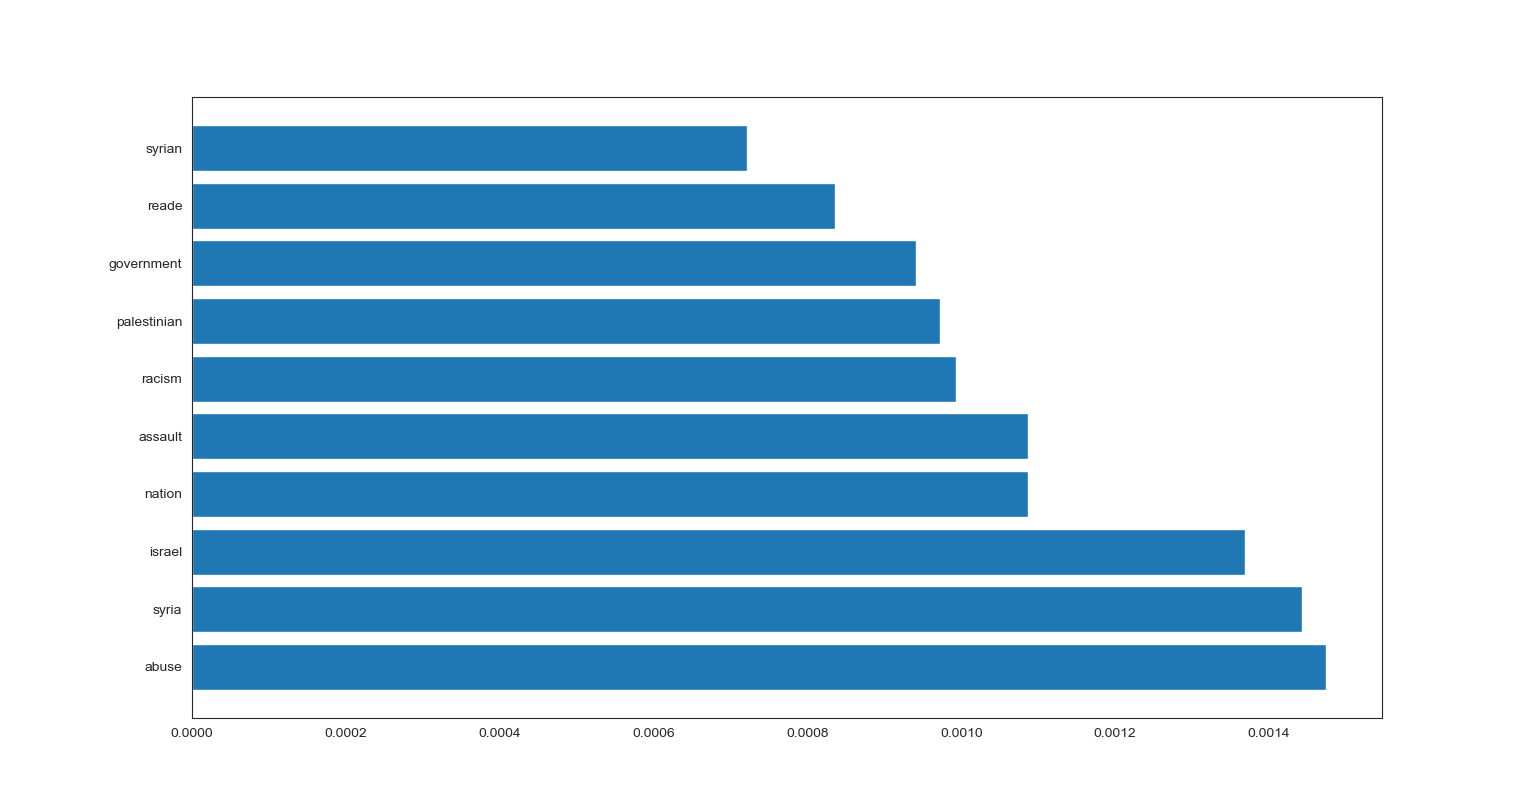 syrian
reade
government
palestinian
racism
assault
nation
israel
syria
abuse
0.0000 0.0002 0.0004 0.0006 0.0008 0.0010 0.0012 0.0014